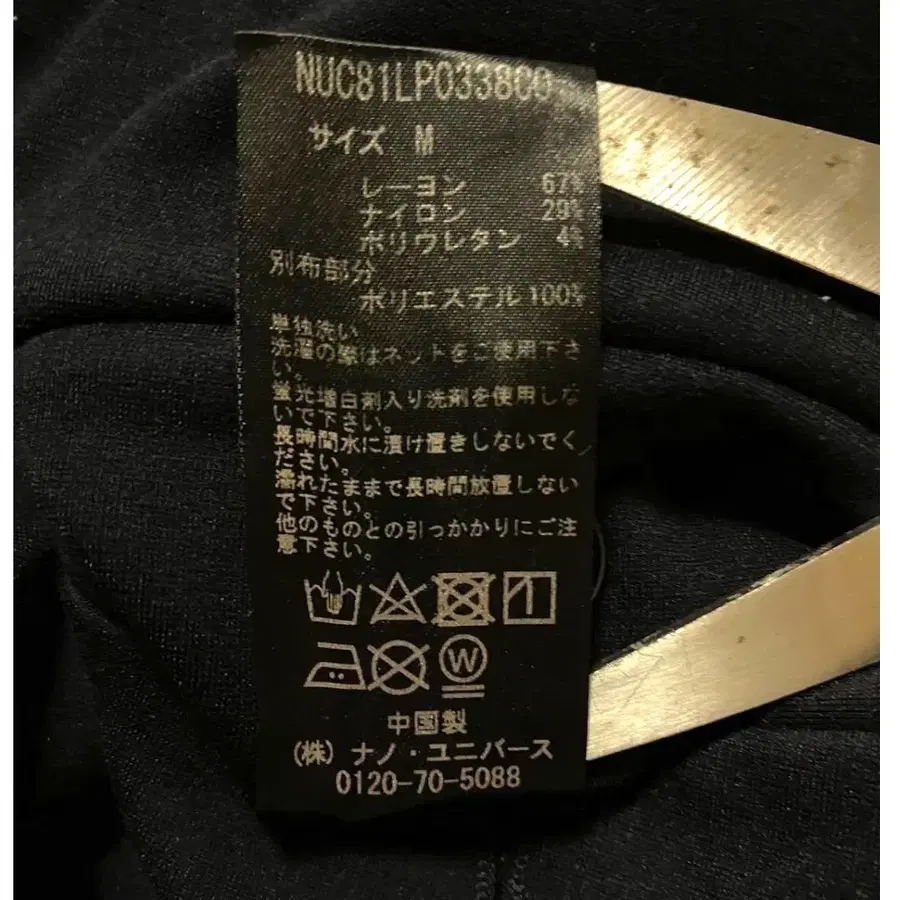 NUC81LP0338CO
サイズ M
レーヨン 67%
ナイロン 29%
ポリウレタン 4%
別布部分
ポリエステル 100%
単独洗い
洗濯の際はネットをご使用下さ
い。
蛍光増白剤入り洗剤を使用しな
いで下さい。
長時間水に漬け置きしないでく
ださい。
濡れたままで長時間放置しない
で下さい。
他のものとの引っかかりにご注
意下さい。
W
中国製
(株) ナノ・ユニバース
0120-70-5088